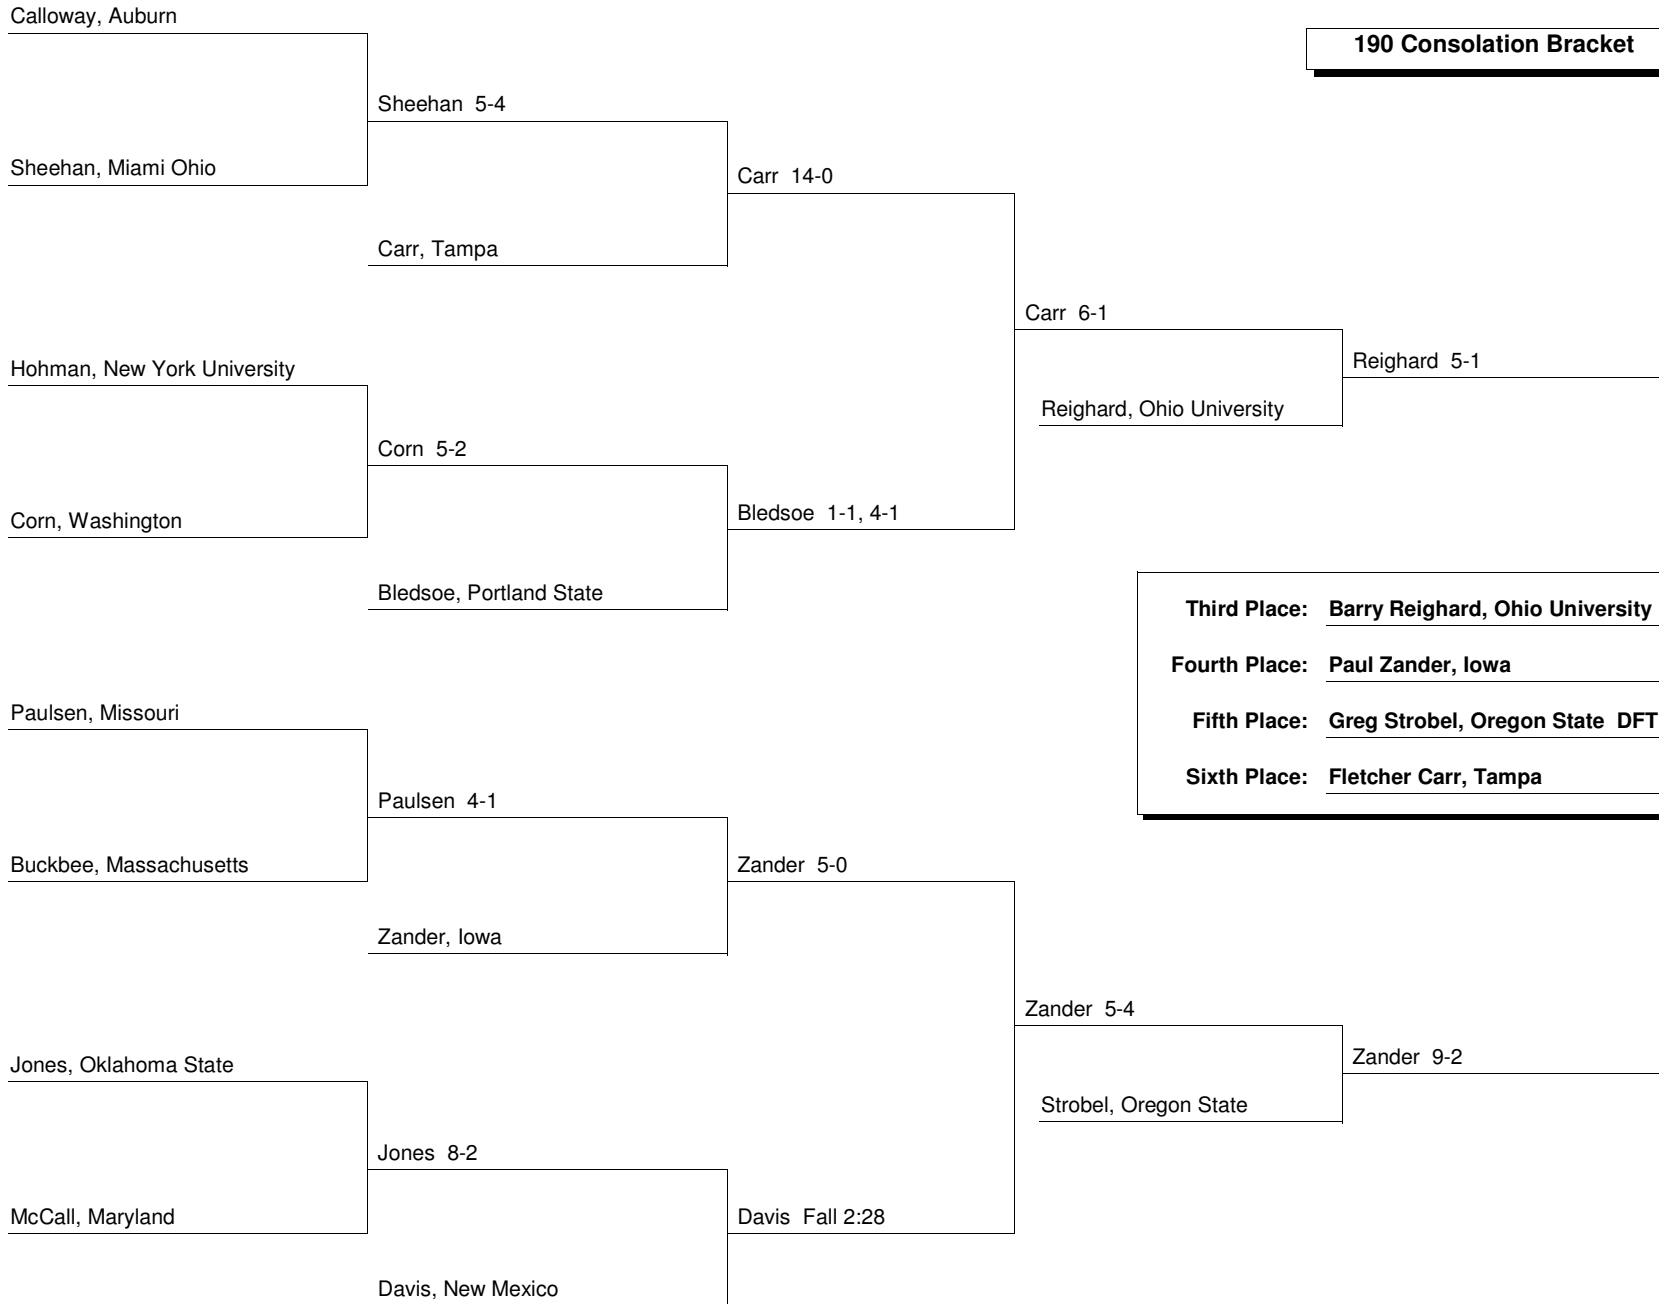 Calloway, Auburn
190 Consolation Bracket
Sheehan 5-4
Sheehan, Miami Ohio
Carr 14-0
Carr, Tampa
Carr 6-1
Hohman, New York University
Reighard 5-1
Reighard, Ohio University
Corn 5-2
Corn, Washington
Bledsoe 1-1, 4-1
Bledsoe, Portland State
Third Place: Barry Reighard, Ohio University
Fourth Place: Paul Zander, Iowa
Paulsen, Missouri
Fifth Place: Greg Strobel, Oregon State DFT
Sixth Place: Fletcher Carr, Tampa
Paulsen 4-1
Buckbee, Massachusetts
Zander 5-0
Zander, Iowa
Zander 5-4
Jones, Oklahoma State
Zander 9-2
Strobel, Oregon State
Jones 8-2
McCall, Maryland
Davis Fall 2:28
Davis, New Mexico